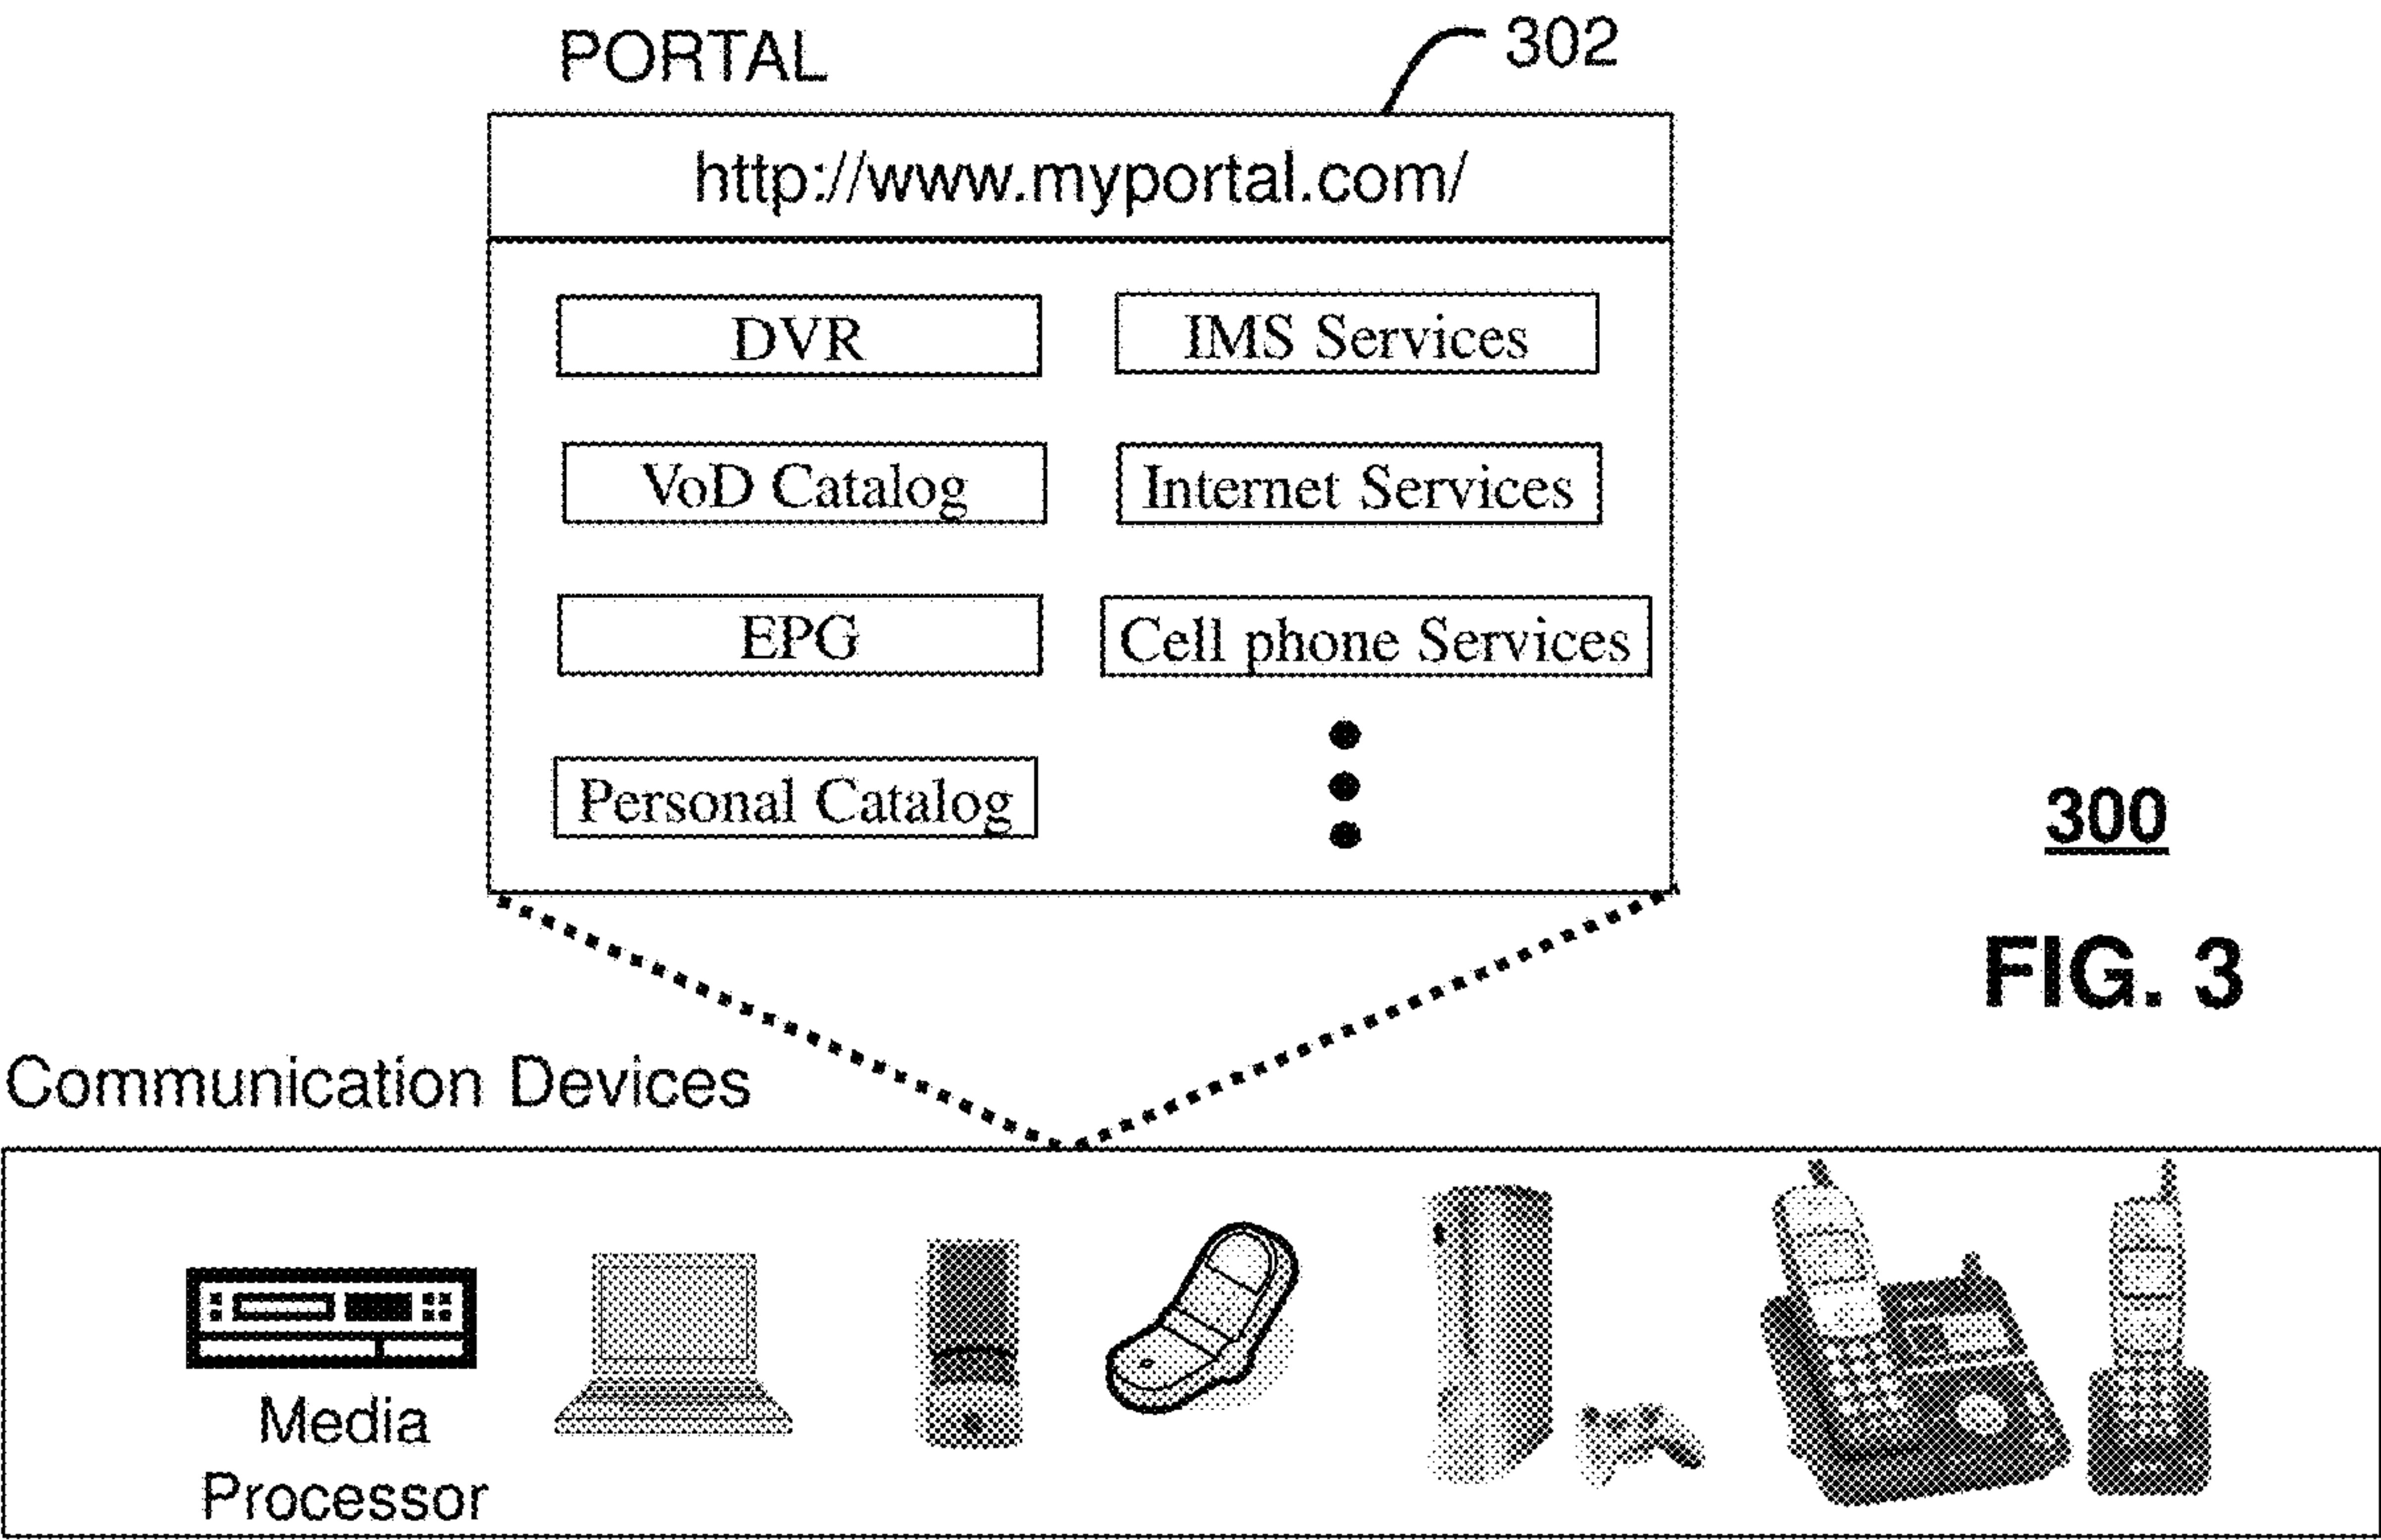 PORTAL
302
http://www.myportal.com/
DVR
IMS Services
VoD Catalog
Internet Services
EPG
Cell phone Services
Personal Catalog
300
FIG. 3
Communication Devices
Media
Processor